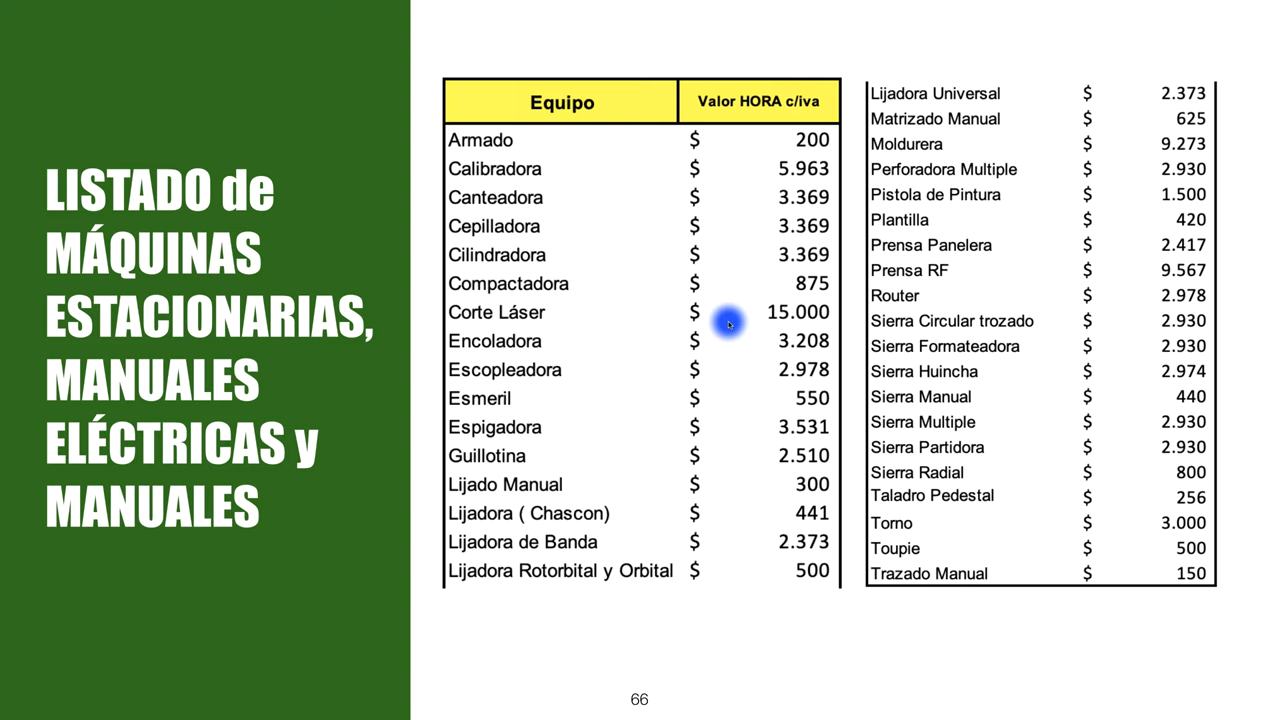 LISTADO de
MÁQUINAS
ESTACIONARIAS,
MANUALES
ELÉCTRICAS y
MANUALES
Equipo Valor HORA c/iva
Armado $ 200
Calibradora $ 5.963
Canteadora $ 3.369
Cepilladora $ 3.369
Cilindradora $ 3.369
Compactadora $ 875
Corte Láser $ 15.000
Encoladora $ 3.208
Escopleadora $ 2.978
Esmeril $ 550
Espigadora $ 3.531
Guillotina $ 2.510
Lijado Manual $ 300
Lijadora ( Chascon) $ 441
Lijadora de Banda $ 2.373
Lijadora Rotorbital y Orbital $ 500
Lijadora Universal $ 2.373
Matrizado Manual $ 625
Moldurera $ 9.273
Perforadora Multiple $ 2.930
Pistola de Pintura $ 1.500
Plantilla $ 420
Prensa Panelera $ 2.417
Prensa RF $ 9.567
Router $ 2.978
Sierra Circular trozado $ 2.930
Sierra Formateadora $ 2.930
Sierra Huincha $ 2.974
Sierra Manual $ 440
Sierra Multiple $ 2.930
Sierra Partidora $ 2.930
Sierra Radial $ 800
Taladro Pedestal $ 256
Torno $ 3.000
Toupie $ 500
Trazado Manual $ 150
66